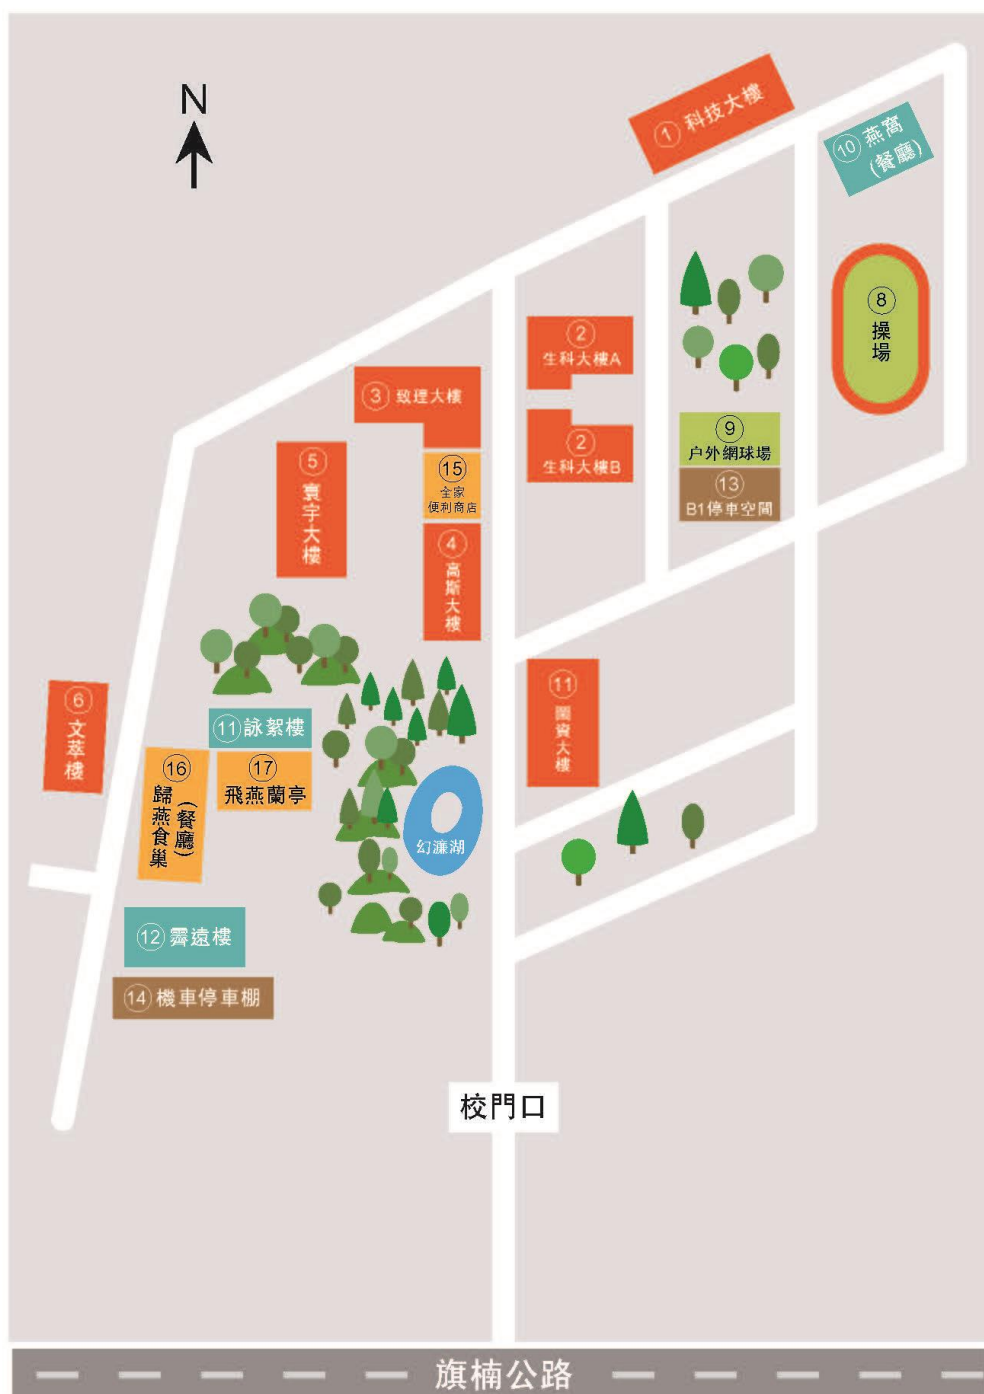 N
① 科技大樓
⑩ 燕窩
(餐廳)
⑧
操場
②
生科大樓A
③ 致理大樓
⑨
户外網球場
②
生科大樓B
⑤
寰宇大樓
⑮
全家
便利商店
⑬
B1停車空間
④
高斯大樓
⑪
圖資大樓
⑥
文萃樓
⑪ 詠絮樓
⑯
歸燕食巢
(餐廳)
⑰
飛燕蘭亭
幻濂湖
⑫ 霽遠樓
⑭ 機車停車棚
校門口
旗楠公路